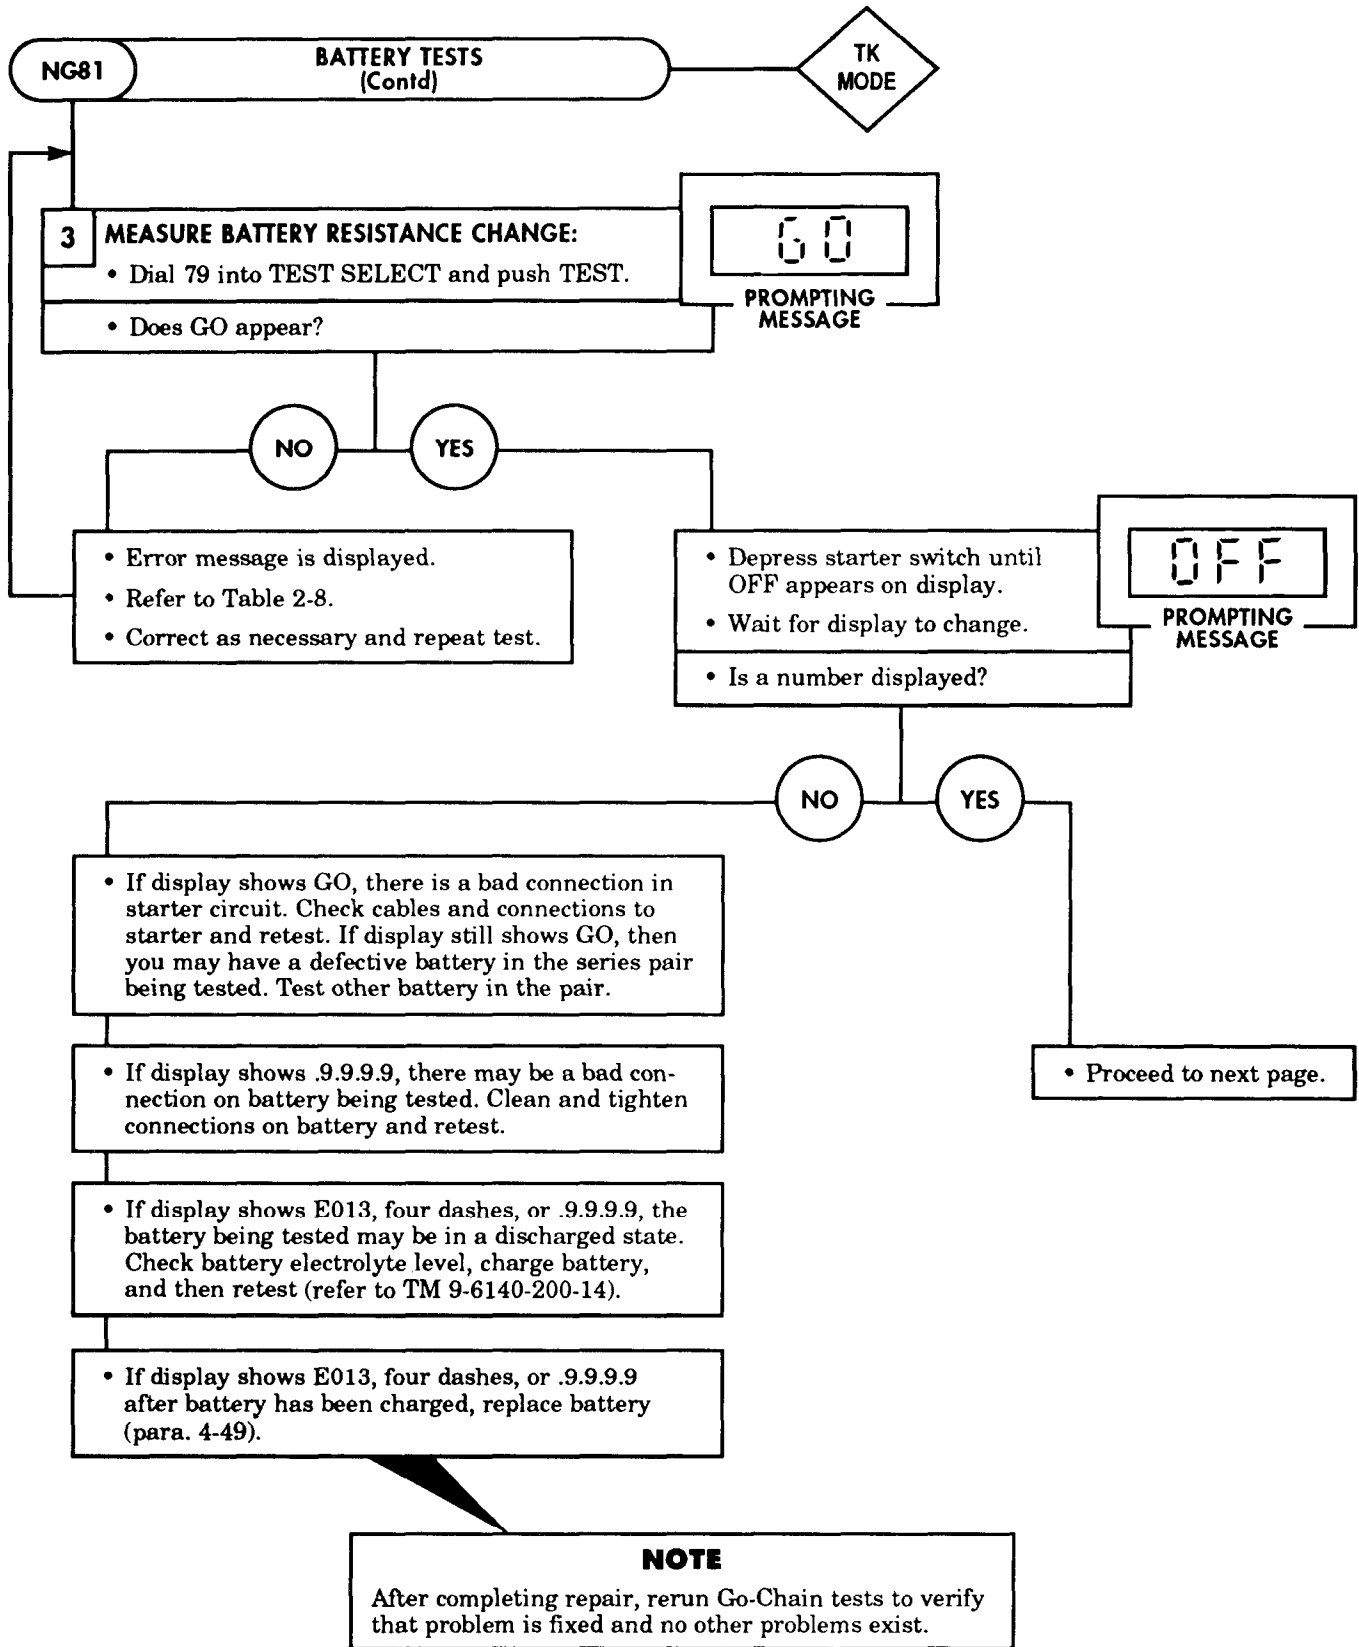 NG81
BATTERY TESTS
(Contd)
TK
MODE
3
MEASURE BATTERY RESISTANCE CHANGE:
• Dial 79 into TEST SELECT and push TEST.
• Does GO appear?
GO
PROMPTING
MESSAGE
NO
YES
• Error message is displayed.
• Refer to Table 2-8.
• Correct as necessary and repeat test.
• Depress starter switch until
OFF appears on display.
• Wait for display to change.
• Is a number displayed?
OFF
PROMPTING
MESSAGE
NO
YES
• If display shows GO, there is a bad connection in
starter circuit. Check cables and connections to
starter and retest. If display still shows GO, then
you may have a defective battery in the series pair
being tested. Test other battery in the pair.
• If display shows .9.9.9.9, there may be a bad con-
nection on battery being tested. Clean and tighten
connections on battery and retest.
• If display shows E013, four dashes, or .9.9.9.9, the
battery being tested may be in a discharged state.
Check battery electrolyte level, charge battery,
and then retest (refer to TM 9-6140-200-14).
• If display shows E013, four dashes, or .9.9.9.9
after battery has been charged, replace battery
(para. 4-49).
• Proceed to next page.
NOTE
After completing repair, rerun Go-Chain tests to verify
that problem is fixed and no other problems exist.